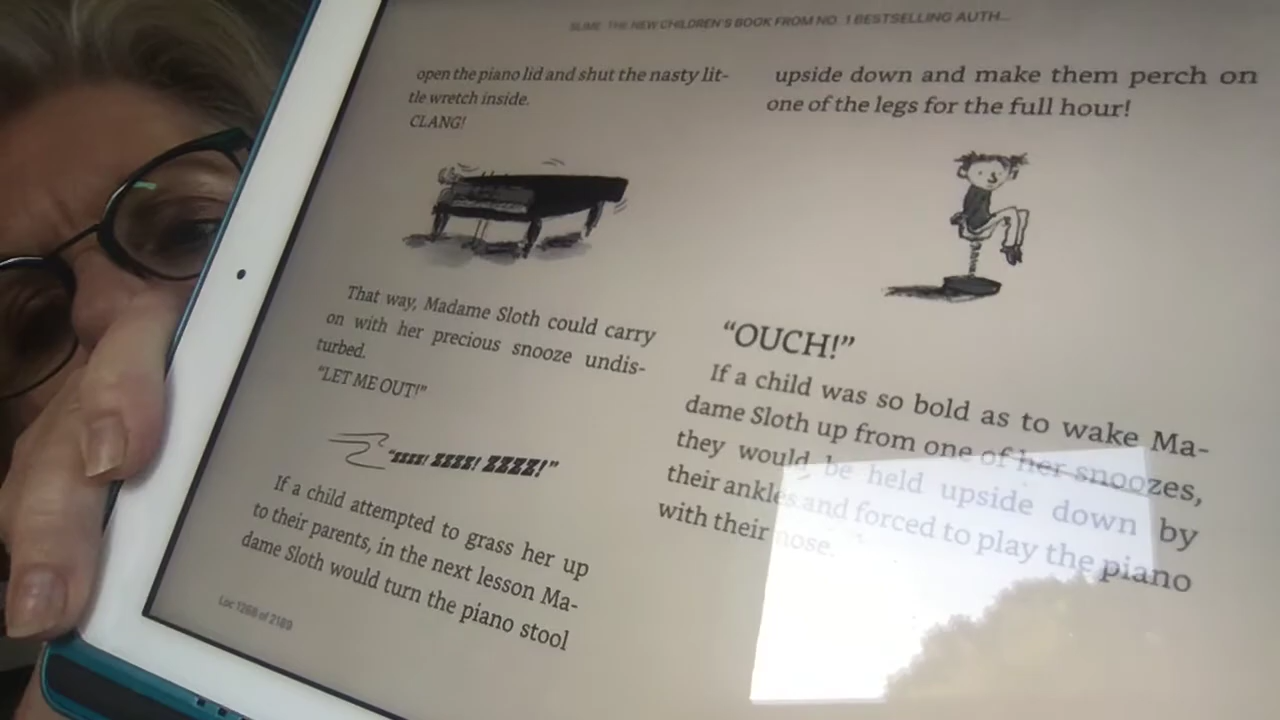 SLIME: THE NEW CHILDREN'S BOOK FROM NO. 1 BESTSELLING AUTH...
open the piano lid and shut the nasty lit-
tle wretch inside.
CLANG!
That way, Madame Sloth could carry
on with her precious snooze undis-
turbed.
"LET ME OUT!"
"ZZZZ! ZZZZ! ZZZZ!"
If a child attempted to grass her up
to their parents, in the next lesson Ma-
dame Sloth would turn the piano stool
upside down and make them perch on
one of the legs for the full hour!
"OUCH!"
If a child was so bold as to wake Ma-
dame Sloth up from one of her snoozes,
they would be held upside down by
their ankles and forced to play the piano
with their nose.
Loc 1268 of 2189